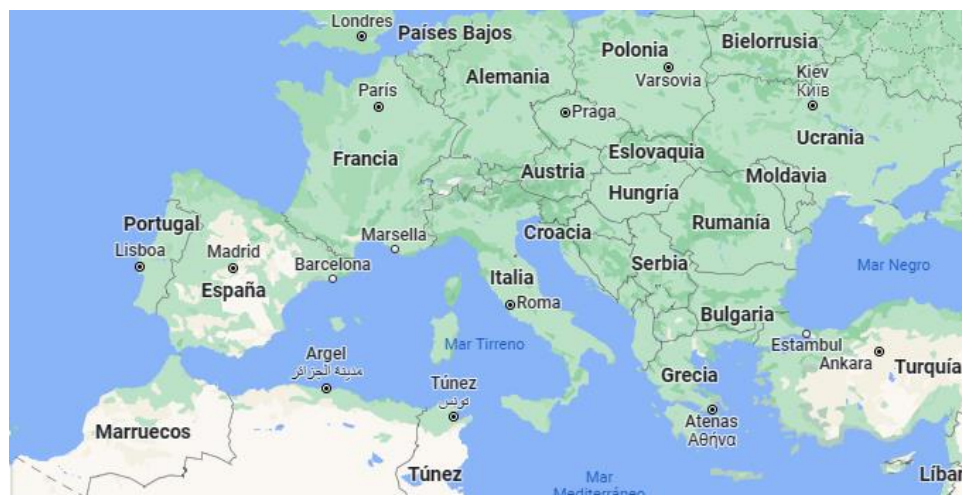 Londres
Países Bajos
Polonia
Bielorrusia
Alemania
Varsovia
Kiev
Київ
París
Praga
Ucrania
Francia
Eslovaquia
Austria
Moldavia
Hungría
Portugal
Rumanía
Croacia
Marsella
Lisboa
Madrid
Barcelona
Serbia
Mar Negro
España
Italia
Roma
Bulgaria
Mar Tirreno
Estambul
Argel
مدينة الجزائر
Ankara
Turquía
Grecia
Túnez
تونس
Atenas
Αθήνα
Marruecos
Túnez
Mar
Mediterráneo
Líbar